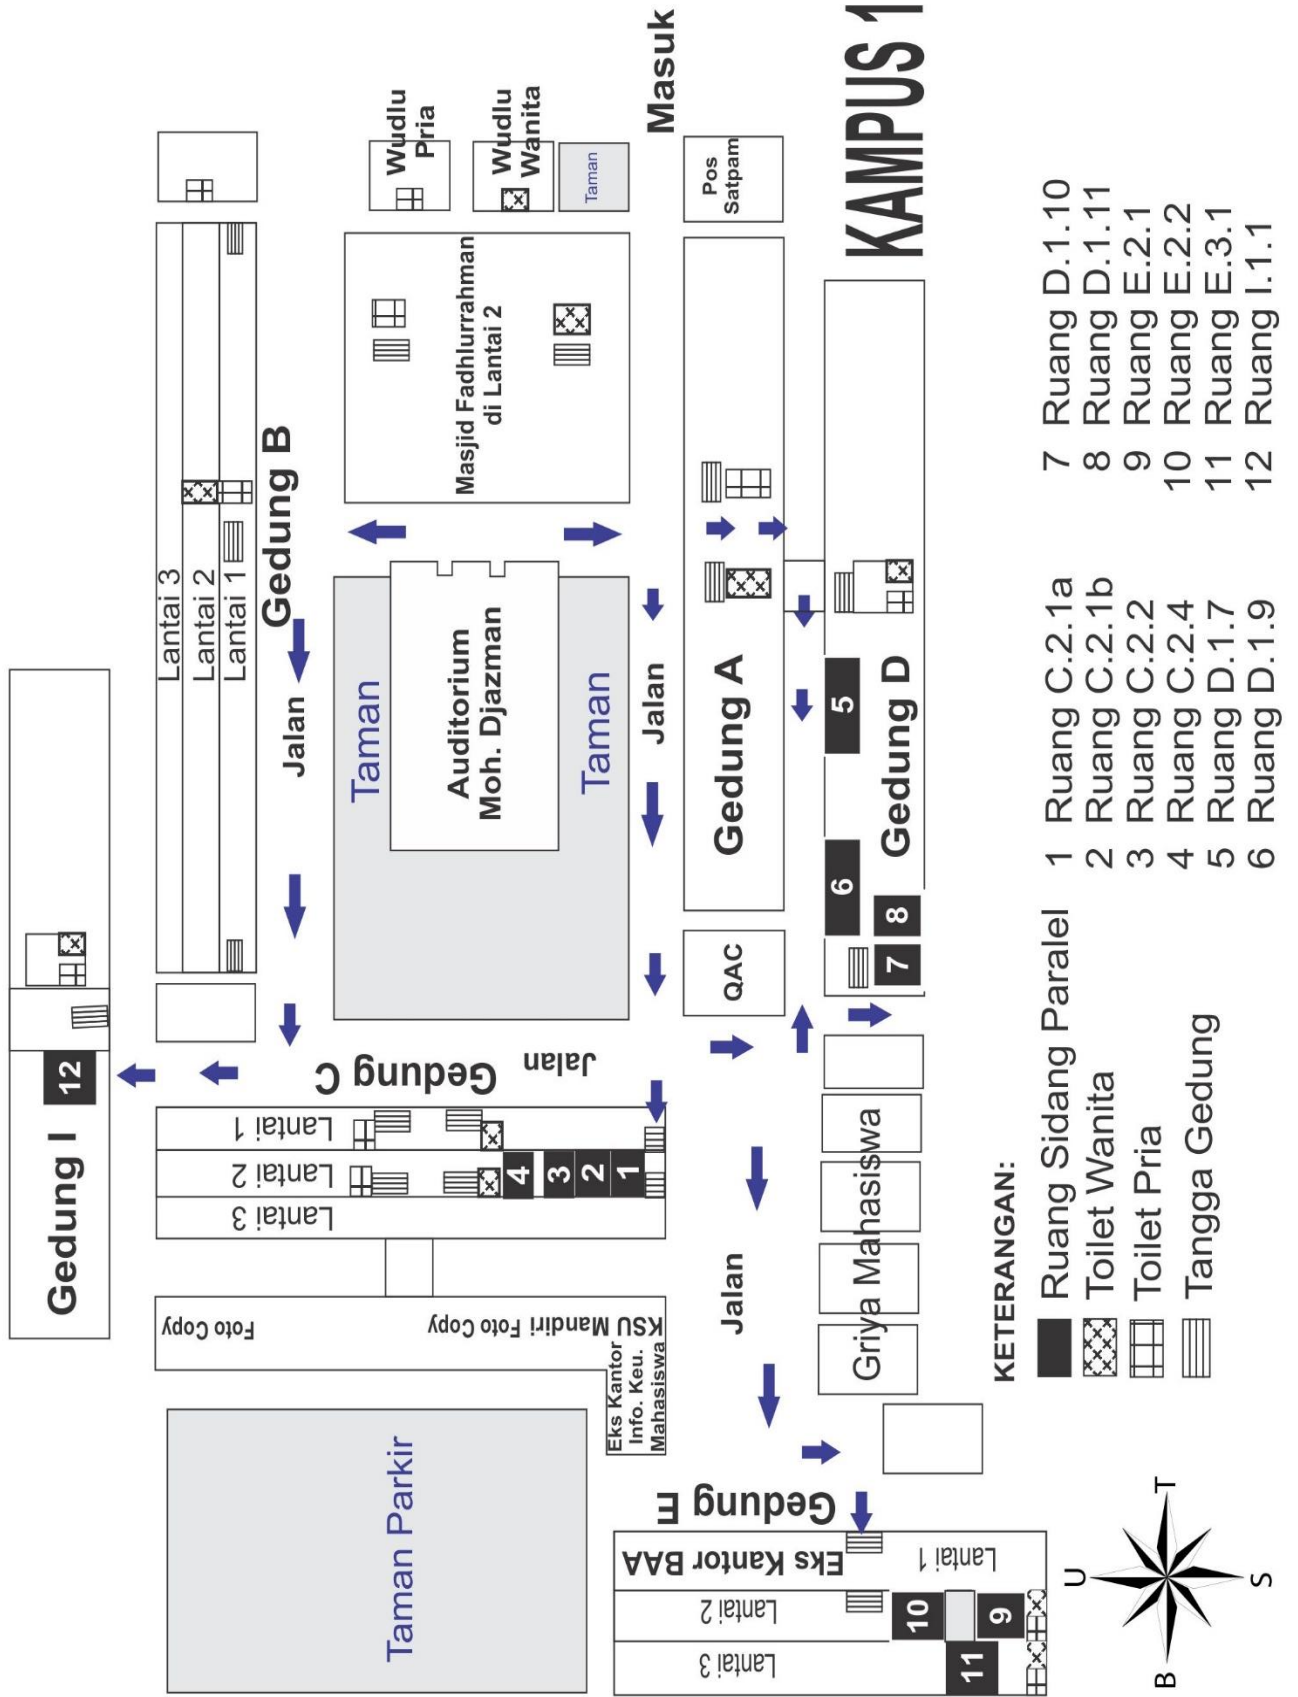 KAMPUS 1
Masuk
Wudlu
Pria
Wudlu
Wanita
Taman
Pos
Satpam
Masjid Fadhlurrahman
di Lantai 2
Gedung B
Lantai 3
Lantai 2
Lantai 1
Jalan
Taman
Auditorium
Moh. Djazman
Taman
Jalan
Gedung A
Gedung D
5
6
8
7
QAC
Gedung I
12
Gedung C
Jalan
Lantai 1
Lantai 2
Lantai 3
4
3
2
1
Foto Copy
KSU Mandiri Foto Copy
Eks Kantor
Info. Keu.
Mahasiswa
Jalan
Griya Mahasiswa
Taman Parkir
Gedung E
Eks Kantor BAA
Lantai 1
Lantai 2
Lantai 3
10
9
11
KETERANGAN:
Ruang Sidang Paralel
Toilet Wanita
Toilet Pria
Tangga Gedung
1 Ruang C.2.1a
2 Ruang C.2.1b
3 Ruang C.2.2
4 Ruang C.2.4
5 Ruang D.1.7
6 Ruang D.1.9
7 Ruang D.1.10
8 Ruang D.1.11
9 Ruang E.2.1
10 Ruang E.2.2
11 Ruang E.3.1
12 Ruang I.1.1
U
T
S
B